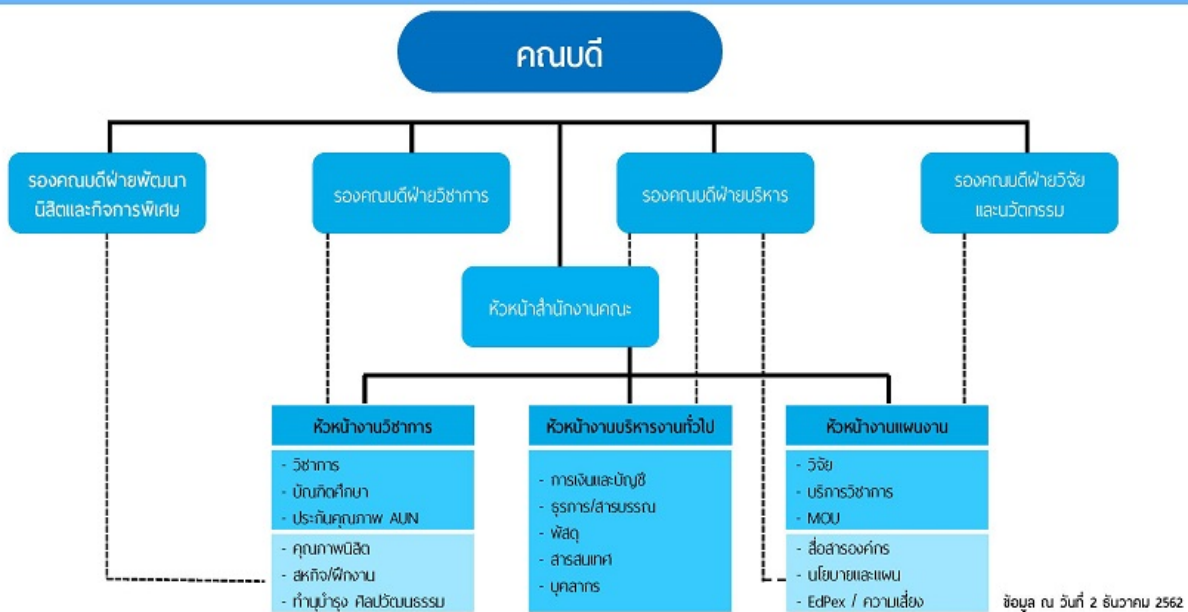 คณบดี
รองคณบดีฝ่ายพัฒนา
นิสิตและกิจการพิเศษ
รองคณบดีฝ่ายวิชาการ
รองคณบดีฝ่ายบริหาร
รองคณบดีฝ่ายวิจัย
และนวัตกรรม
หัวหน้าสำนักงานคณะ
หัวหน้างานวิชาการ
- วิชาการ
- บัณฑิตศึกษา
- ประกันคุณภาพ AUN
- คุณภาพนิสิต
- สหกิจ/ฝึกงาน
- ทำนุบำรุง ศิลปวัฒนธรรม
หัวหน้างานบริหารงานทั่วไป
- การเงินและบัญชี
- ธุรการ/สารบรรณ
- พัสดุ
- สารสนเทศ
- บุคลากร
หัวหน้างานแผนงาน
- วิจัย
- บริการวิชาการ
- MOU
- สื่อสารองค์กร
- นโยบายและแผน
- EdPex / ความเสี่ยง
ข้อมูล ณ วันที่ 2 ธันวาคม 2562